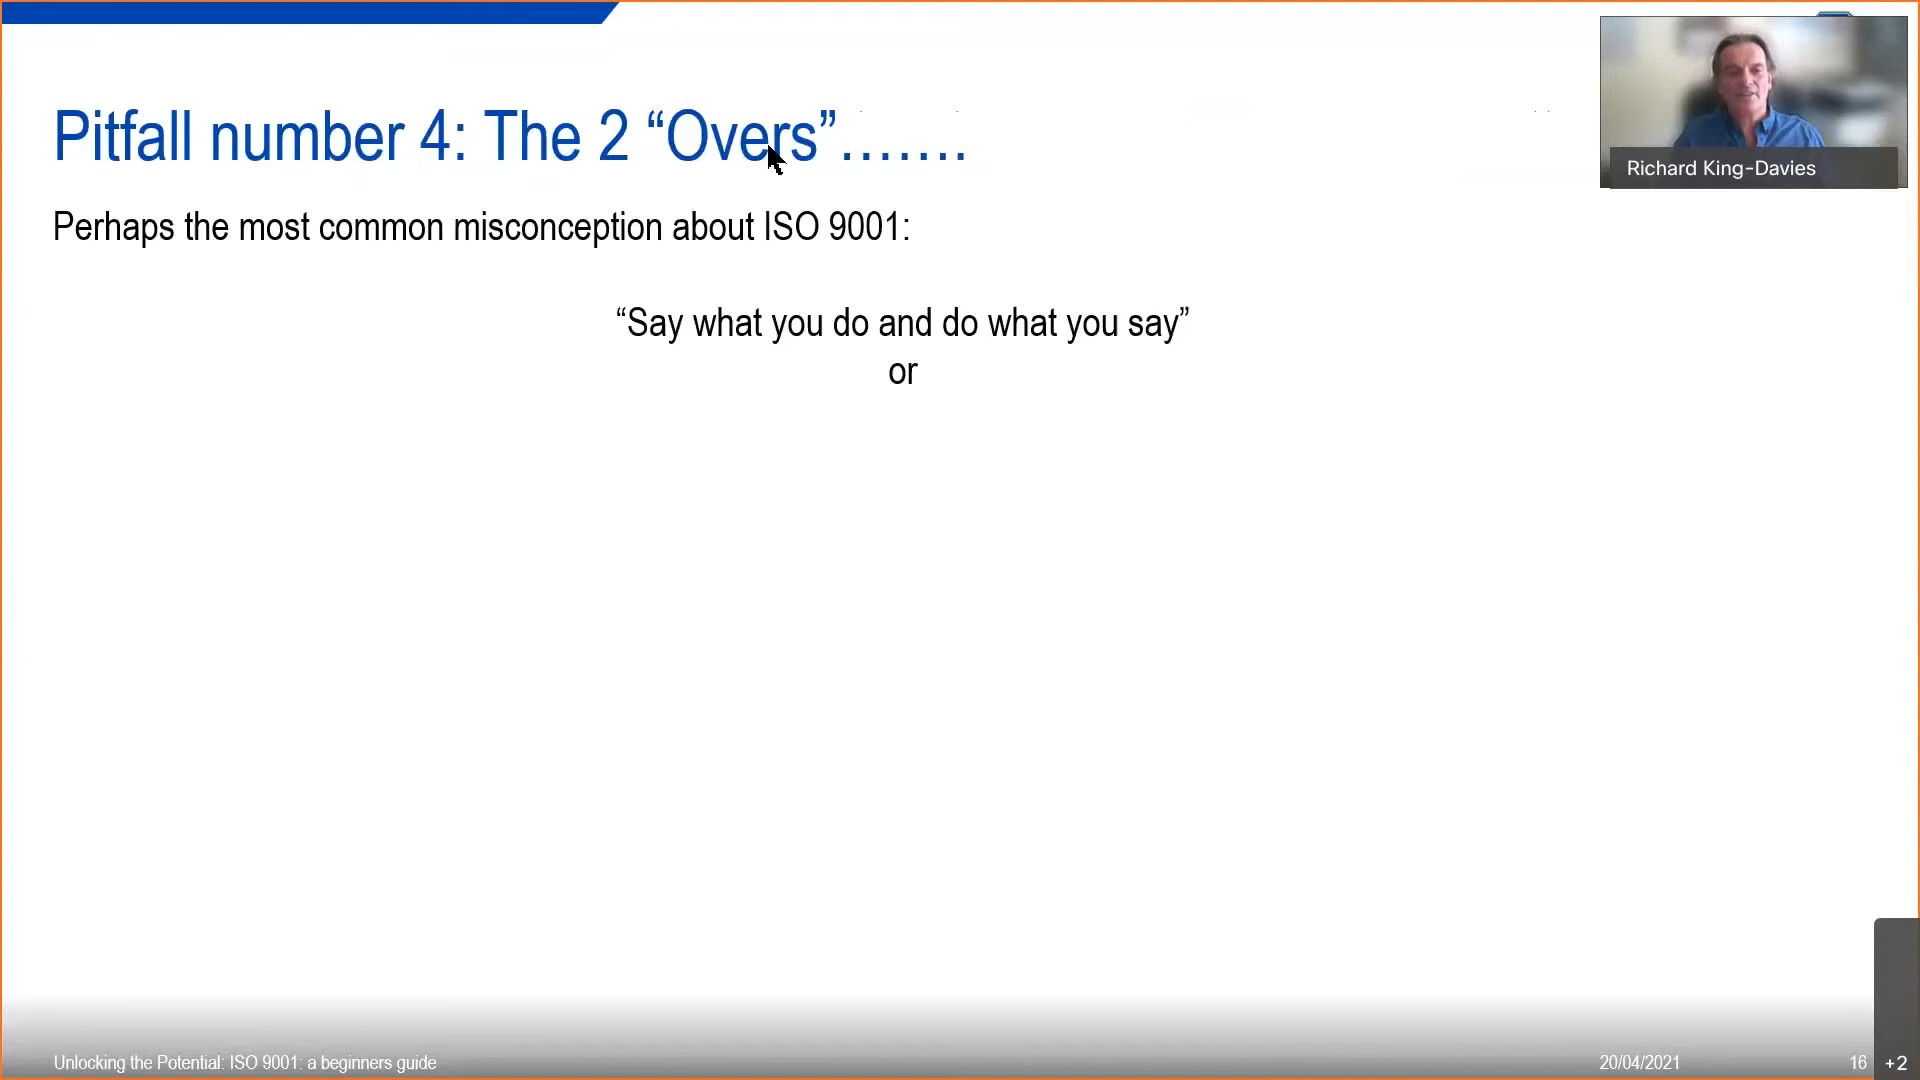 Pitfall number 4: The 2 “Overs”…….
Richard King-Davies
Perhaps the most common misconception about ISO 9001:
“Say what you do and do what you say”
or
Unlocking the Potential: ISO 9001: a beginners guide
20/04/2021
16
+2